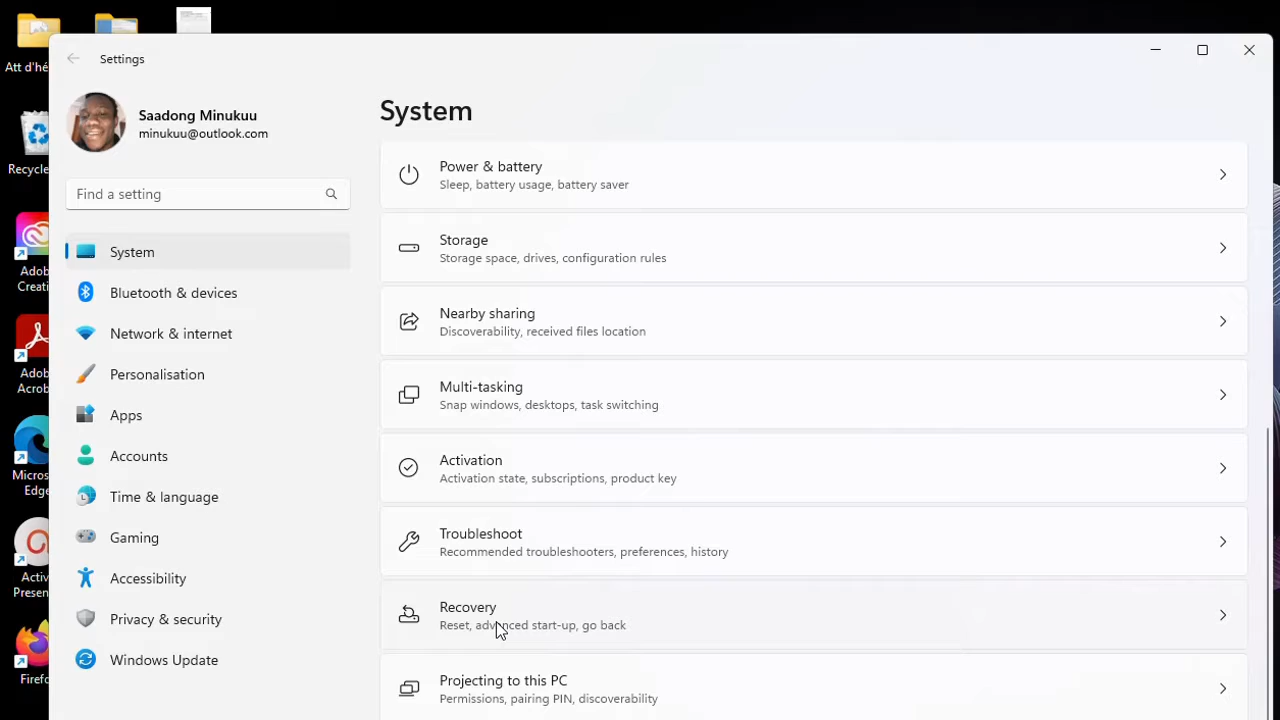 Att d'hé
Recycle
Adob
Creati
Adob
Acrob
Micros
Edg
Activ
Presen
Firef
Settings
Saadong Minukuu
minukuu@outlook.com
Find a setting
System
Bluetooth & devices
Network & internet
Personalisation
Apps
Accounts
Time & language
Gaming
Accessibility
Privacy & security
Windows Update
System
Power & battery
Sleep, battery usage, battery saver
Storage
Storage space, drives, configuration rules
Nearby sharing
Discoverability, received files location
Multi-tasking
Snap windows, desktops, task switching
Activation
Activation state, subscriptions, product key
Troubleshoot
Recommended troubleshooters, preferences, history
Recovery
Reset, advanced start-up, go back
Projecting to this PC
Permissions, pairing PIN, discoverability